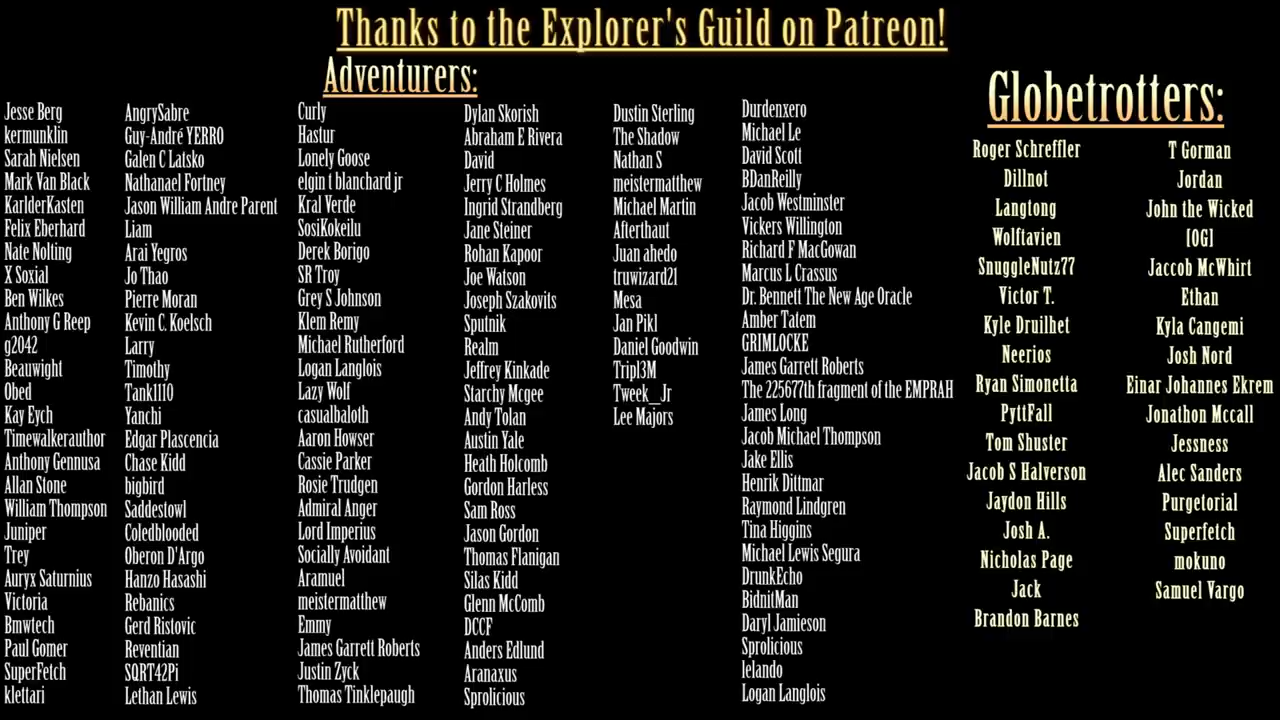 Thanks to the Explorer's Guild on Patreon!
Adventurers:
Jesse Berg
kermunklin
Sarah Nielsen
Mark Van Black
KarlderKasten
Felix Eberhard
Nate Nolting
X Soxial
Ben Wilkes
Anthony G Reep
g2042
Beauwight
Obed
Kay Eych
Timewalkerauthor
Anthony Gennusa
Allan Stone
William Thompson
Juniper
Trey
Auryx Saturnius
Victoria
Bmwtech
Paul Gomer
SuperFetch
klettari
AngrySabre
Guy-André YERRO
Galen C Latsko
Nathanael Fortney
Jason William Andre Parent
Liam
Arai Yegros
Jo Thao
Pierre Moran
Kevin C. Koelsch
Larry
Timothy
Tank1110
Yanchi
Edgar Plascencia
Chase Kidd
bigbird
Saddestowl
Coledblooded
Oberon D'Argo
Hanzo Hasashi
Rebanics
Gerd Ristovic
Reventian
SQRT42Pi
Lethan Lewis
Curly
Hastur
Lonely Goose
elgin t blanchard jr
Kral Verde
SosiKokeilu
Derek Borigo
SR Troy
Grey S Johnson
Klem Remy
Michael Rutherford
Logan Langlois
Lazy Wolf
casualbaloth
Aaron Howser
Cassie Parker
Rosie Trudgen
Admiral Anger
Lord Imperius
Socially Avoidant
Aramuel
meistermatthew
Emmy
James Garrett Roberts
Justin Zyck
Thomas Tinklepaugh
Dylan Skorish
Abraham E Rivera
David
Jerry C Holmes
Ingrid Strandberg
Jane Steiner
Rohan Kapoor
Joe Watson
Joseph Szakovits
Sputnik
Realm
Jeffrey Kinkade
Starchy Mcgee
Andy Tolan
Austin Yale
Heath Holcomb
Gordon Harless
Sam Ross
Jason Gordon
Thomas Flanigan
Silas Kidd
Glenn McComb
DCCF
Anders Edlund
Aranaxus
Sprolicious
Dustin Sterling
The Shadow
Nathan S
meistermatthew
Michael Martin
Afterthaut
Juan ahedo
truwizard21
Mesa
Jan Pikl
Daniel Goodwin
Tripl3M
Tweek_Jr
Lee Majors
Durdenxero
Michael Le
David Scott
BDanReilly
Jacob Westminster
Vickers Willington
Richard F MacGowan
Marcus L Crassus
Dr. Bennett The New Age Oracle
Amber Tatem
GRIMLOCKE
James Garrett Roberts
The 225677th fragment of the EMPRAH
James Long
Jacob Michael Thompson
Jake Ellis
Henrik Dittmar
Raymond Lindgren
Tina Higgins
Michael Lewis Segura
DrunkEcho
BidnitMan
Daryl Jamieson
Sprolicious
lelando
Logan Langlois
Globetrotters:
Roger Schreffler
Dillnot
Langtong
Wolftavien
SnuggleNutz77
Victor T.
Kyle Druilhet
Neerios
Ryan Simonetta
PyttFall
Tom Shuster
Jacob S Halverson
Jaydon Hills
Josh A.
Nicholas Page
Jack
Brandon Barnes
T Gorman
Jordan
John the Wicked
[OG]
Jaccob McWhirt
Ethan
Kyla Cangemi
Josh Nord
Einar Johannes Ekrem
Jonathon Mccall
Jessness
Alec Sanders
Purgetorial
Superfetch
mokuno
Samuel Vargo